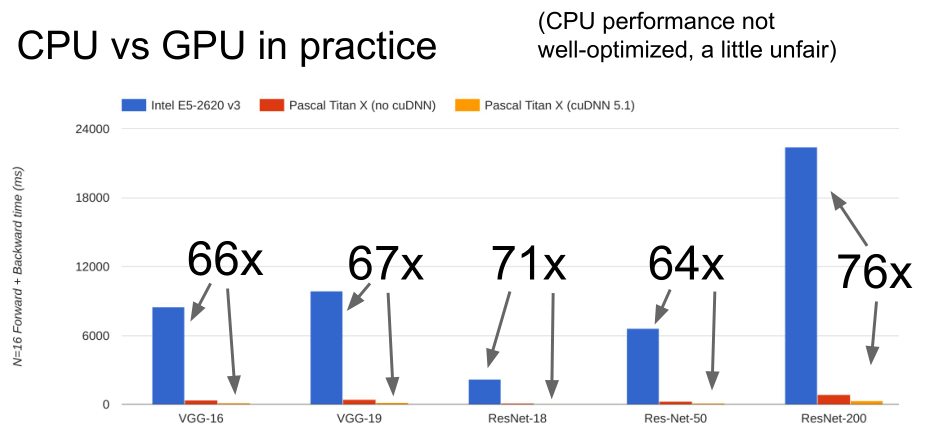 CPU vs GPU in practice
(CPU performance not
well-optimized, a little unfair)
Intel E5-2620 v3
Pascal Titan X (no cuDNN)
Pascal Titan X (cuDNN 5.1)
N=16 Forward + Backward time (ms)
24000
18000
12000
6000
0
66x
67x
71x
64x
76x
VGG-16
VGG-19
ResNet-18
Res-Net-50
ResNet-200